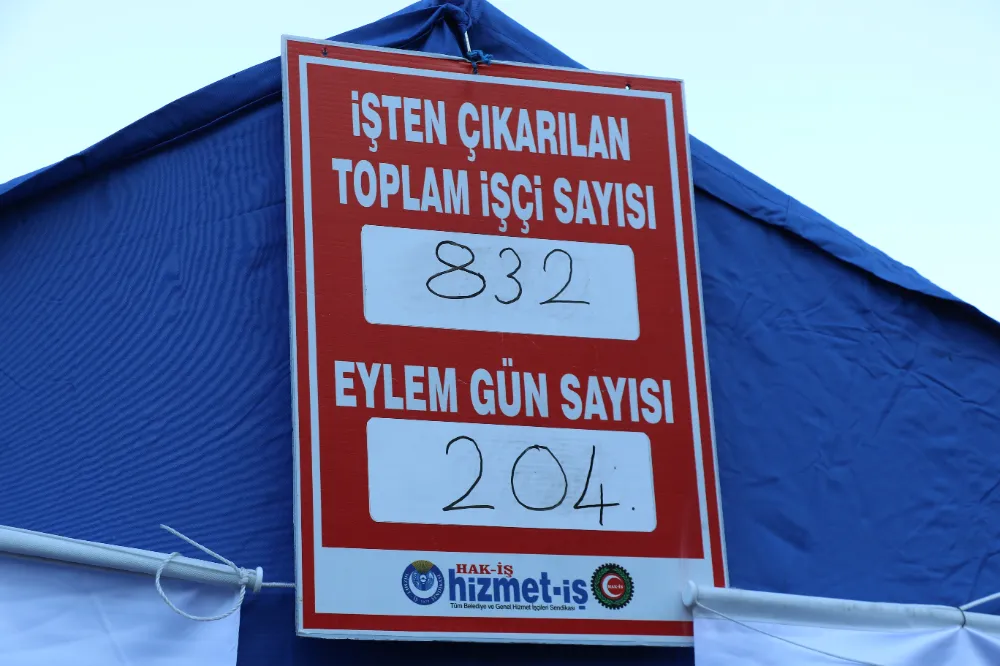 İŞTEN ÇIKARILAN
TOPLAM İŞÇİ SAYISI
832
EYLEM GÜN SAYISI
204.
HAK-İŞ
hizmet-iş
Tüm Belediye ve Genel Hizmet İşçileri Sendikası
HAK-İŞ